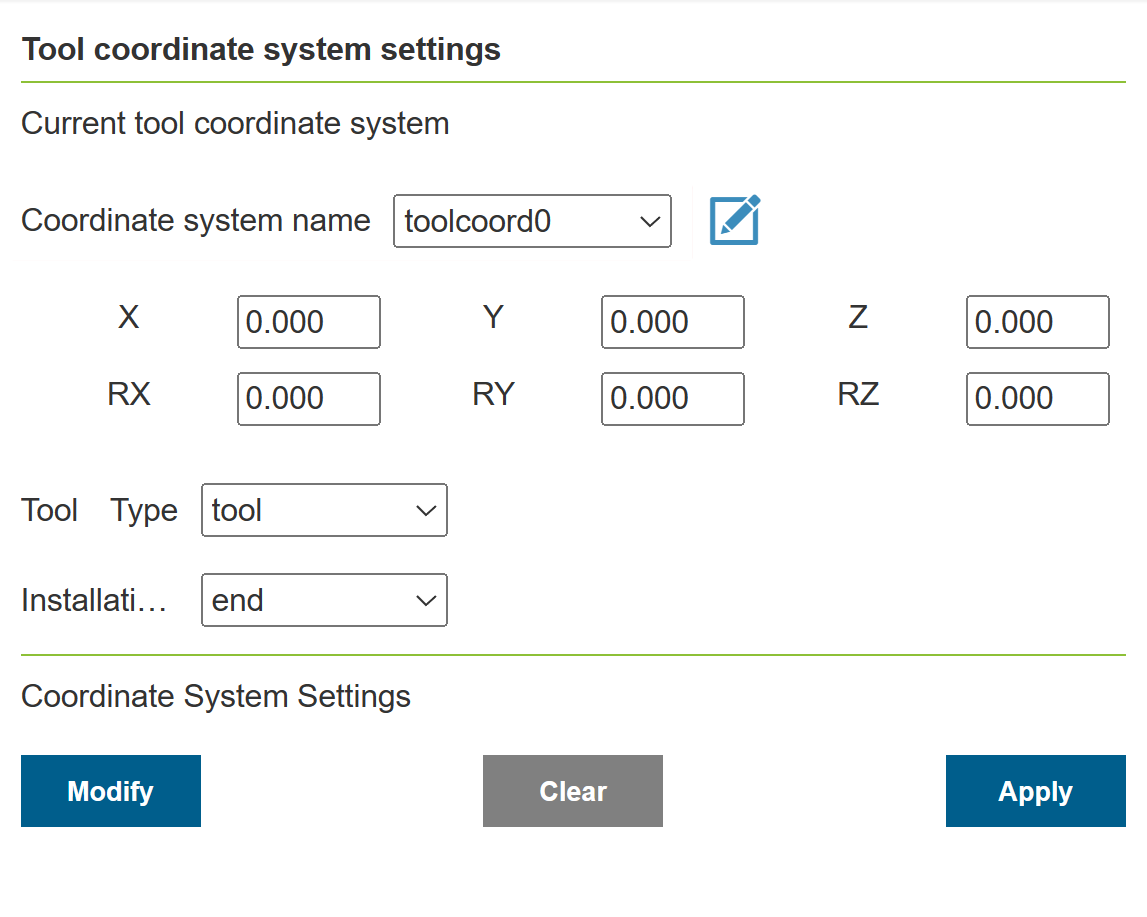 Tool coordinate system settings
Current tool coordinate system
Coordinate system name toolcoord0
X 0.000 Y 0.000 Z 0.000
RX 0.000 RY 0.000 RZ 0.000
Tool Type tool
Installati... end
Coordinate System Settings
Modify Clear Apply